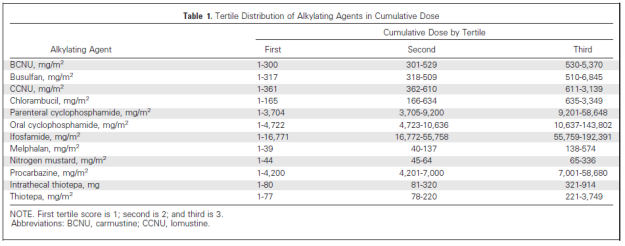 Table 1. Tertile Distribution of Alkylating Agents in Cumulative Dose
Cumulative Dose by Tertile
Alkylating Agent First Second Third
BCNU, mg/m² 1-300 301-529 530-5,370
Busulfan, mg/m² 1-317 318-509 510-6,845
CCNU, mg/m² 1-361 362-610 611-3,139
Chlorambucil, mg/m² 1-165 166-634 635-3,349
Parenteral cyclophosphamide, mg/m² 1-3,704 3,705-9,200 9,201-58,648
Oral cyclophosphamide, mg/m² 1-4,722 4,723-10,636 10,637-143,802
Ifosfamide, mg/m² 1-16,771 16,772-55,758 55,759-192,391
Melphalan, mg/m² 1-39 40-137 138-574
Nitrogen mustard, mg/m² 1-44 45-64 65-336
Procarbazine, mg/m² 1-4,200 4,201-7,000 7,001-58,680
Intrathecal thiotepa, mg 1-80 81-320 321-914
Thiotepa, mg/m² 1-77 78-220 221-3,749
NOTE. First tertile score is 1; second is 2; and third is 3.
Abbreviations: BCNU, carmustine; CCNU, lomustine.